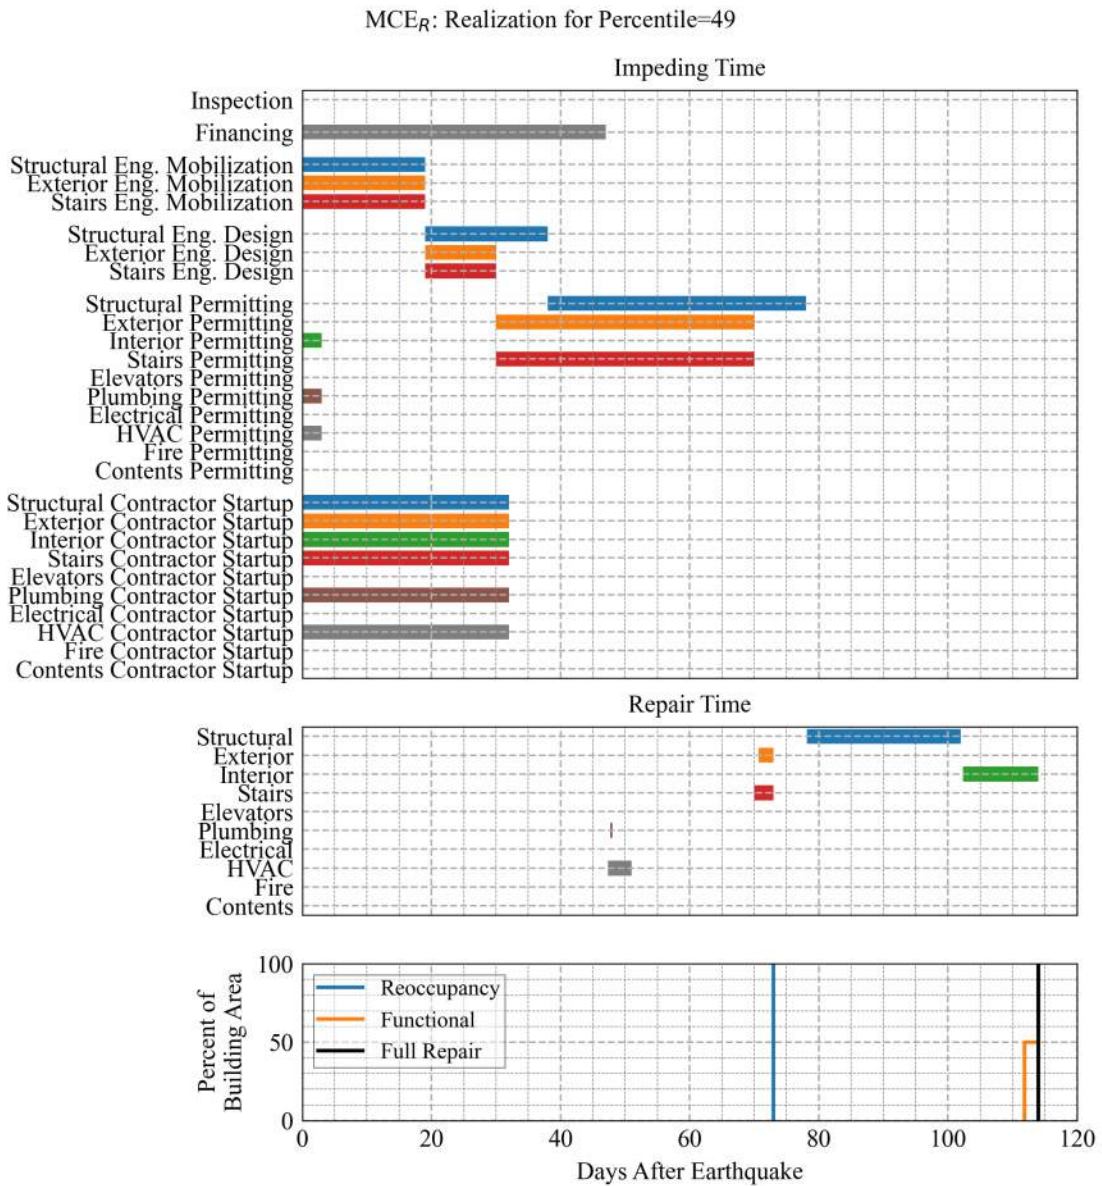 MCE_R: Realization for Percentile=49
Impeding Time
Inspection
Financing
Structural Eng. Mobilization
Exterior Eng. Mobilization
Stairs Eng. Mobilization
Structural Eng. Design
Exterior Eng. Design
Stairs Eng. Design
Structural Permitting
Exterior Permitting
Interior Permitting
Stairs Permitting
Elevators Permitting
Plumbing Permitting
Electrical Permitting
HVAC Permitting
Fire Permitting
Contents Permitting
Structural Contractor Startup
Exterior Contractor Startup
Interior Contractor Startup
Stairs Contractor Startup
Elevators Contractor Startup
Plumbing Contractor Startup
Electrical Contractor Startup
HVAC Contractor Startup
Fire Contractor Startup
Contents Contractor Startup
Repair Time
Structural
Exterior
Interior
Stairs
Elevators
Plumbing
Electrical
HVAC
Fire
Contents
Percent of
Building Area
100
50
0
Reoccupancy
Functional
Full Repair
0 20 40 60 80 100 120
Days After Earthquake